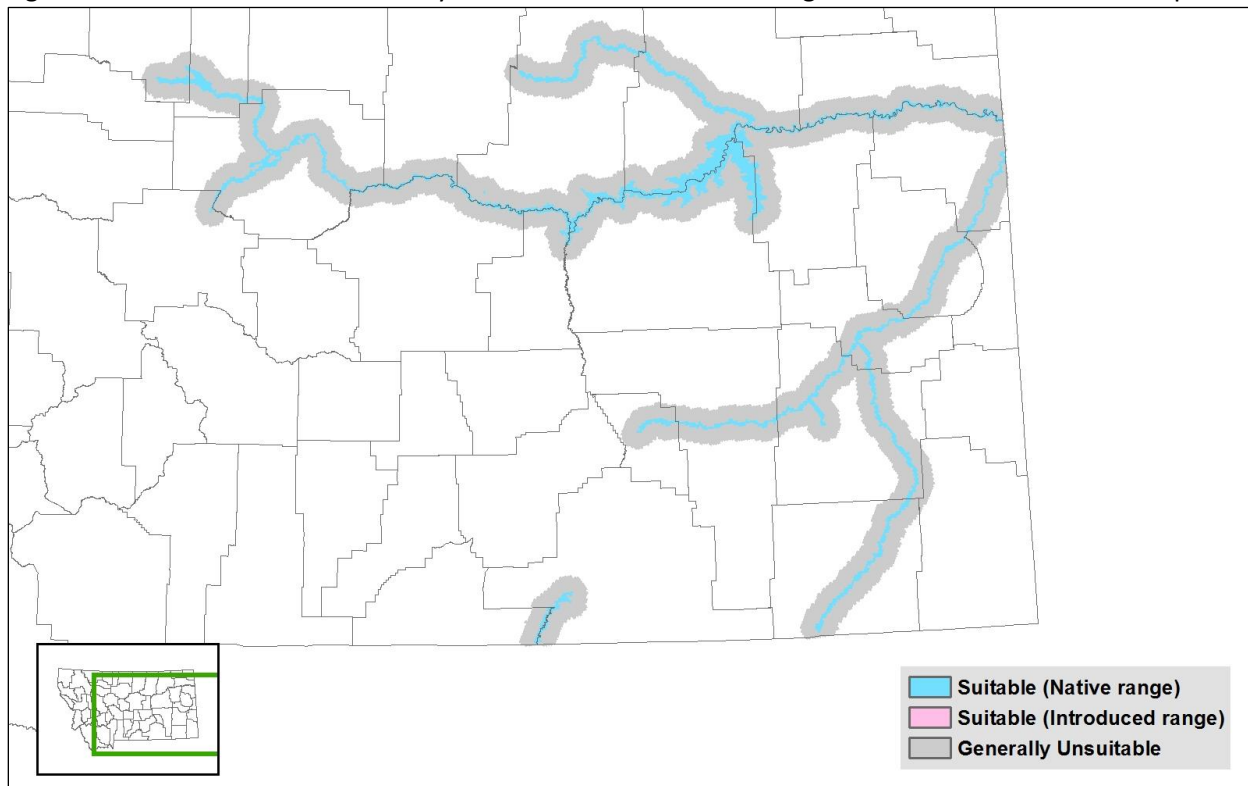 Suitable (Native range)
Suitable (Introduced range)
Generally Unsuitable